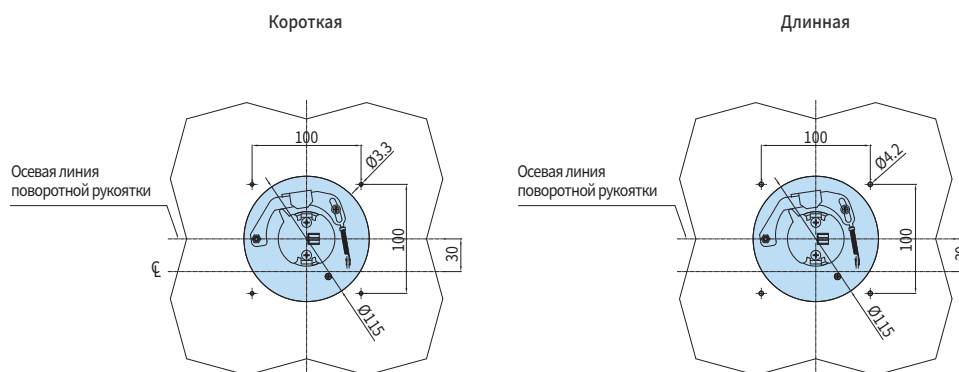 Короткая
Длинная
100
Ø3.3
Осевая линия
поворотной рукоятки
100
30
℄
Ø115
100
Ø4.2
Осевая линия
поворотной рукоятки
100
Ø115